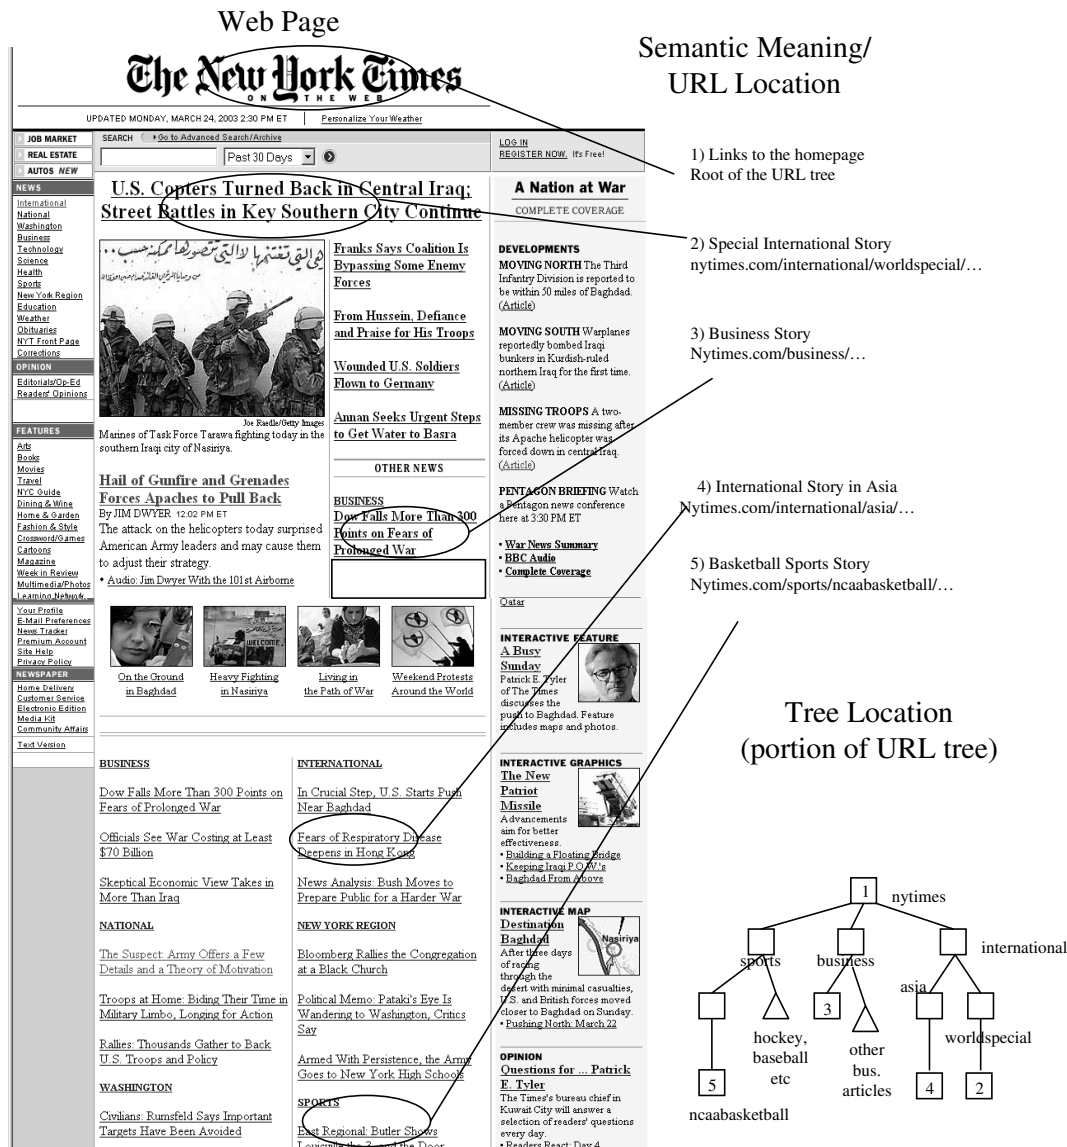 Web Page
Semantic Meaning/
URL Location
The New York Times
ON THE WEB
UPDATED MONDAY, MARCH 24, 2003 2:30 PM ET
Personalize Your Weather
JOB MARKET
REAL ESTATE
AUTOS NEW
SEARCH
Go to Advanced Search/Archive
Past 30 Days
LOG IN
REGISTER NOW. It's Free!
NEWS
International
National
Washington
Business
Technology
Science
Health
Sports
New York Region
Education
Weather
Obituaries
NYT Front Page
Corrections
OPINION
Editorials/Op-Ed
Readers' Opinions
FEATURES
Arts
Books
Movies
Travel
NYC Guide
Dining & Wine
Home & Garden
Fashion & Style
Crossword/Games
Cartoons
Magazine
Week in Review
Multimedia/Photos
Learning Network
Your Profile
E-Mail Preferences
News Tracker
Premium Account
Site Help
Privacy Policy
NEWSPAPER
Home Delivery
Customer Service
Electronic Edition
Media Kit
Community Affairs
Text Version
U.S. Copters Turned Back in Central Iraq;
Street Battles in Key Southern City Continue
Joe Raedle/Getty Images
Marines of Task Force Tarawa fighting today in the
southern Iraqi city of Nasiriya.
Hail of Gunfire and Grenades
Forces Apaches to Pull Back
By JIM DWYER 12:02 PM ET
The attack on the helicopters today surprised
American Army leaders and may cause them
to adjust their strategy.
• Audio: Jim Dwyer With the 101st Airborne
Franks Says Coalition Is
Bypassing Some Enemy
Forces
From Hussein, Defiance
and Praise for His Troops
Wounded U.S. Soldiers
Flown to Germany
Annan Seeks Urgent Steps
to Get Water to Basra
OTHER NEWS
BUSINESS
Dow Falls More Than 300
Points on Fears of
Prolonged War
WELCOME
On the Ground
in Baghdad
Heavy Fighting
in Nasiriya
Living in
the Path of War
Weekend Protests
Around the World
BUSINESS
Dow Falls More Than 300 Points on
Fears of Prolonged War
Officials See War Costing at Least
$70 Billion
Skeptical Economic View Takes in
More Than Iraq
NATIONAL
The Suspect: Army Offers a Few
Details and a Theory of Motivation
Troops at Home: Biding Their Time in
Military Limbo, Longing for Action
Rallies: Thousands Gather to Back
U.S. Troops and Policy
WASHINGTON
Civilians: Rumsfeld Says Important
Targets Have Been Avoided
INTERNATIONAL
In Crucial Step, U.S. Starts Push
Near Baghdad
Fears of Respiratory Disease
Deepens in Hong Kong
News Analysis: Bush Moves to
Prepare Public for a Harder War
NEW YORK REGION
Bloomberg Rallies the Congregation
at a Black Church
Political Memo: Pataki's Eye Is
Wandering to Washington, Critics
Say
Armed With Persistence, the Army
Goes to New York High Schools
SPORTS
East Regional: Butler Shows
Louisville the 3, and the Door
A Nation at War
COMPLETE COVERAGE
DEVELOPMENTS
MOVING NORTH The Third
Infantry Division is reported to
be within 50 miles of Baghdad.
(Article)
MOVING SOUTH Warplanes
reportedly bombed Iraqi
bunkers in Kurdish-ruled
northern Iraq for the first time.
(Article)
MISSING TROOPS A two-
member crew was missing after
its Apache helicopter was
forced down in central Iraq.
(Article)
PENTAGON BRIEFING Watch
a Pentagon news conference
here at 3:30 PM ET
• War News Summary
• BBC Audio
• Complete Coverage
Qatar
INTERACTIVE FEATURE
A Busy
Sunday
Patrick E. Tyler
of The Times
discusses the
push to Baghdad. Feature
includes maps and photos.
INTERACTIVE GRAPHICS
The New
Patriot
Missile
Advancements
aim for better
effectiveness.
• Building a Floating Bridge
• Keeping Iraqi P.O.W.'s
• Baghdad From Above
INTERACTIVE MAP
Destination
Baghdad
Nasiriya
After three days
of racing
through the
desert with minimal casualties,
U.S. and British forces moved
closer to Baghdad on Sunday.
• Pushing North: March 22
OPINION
Questions for ... Patrick
E. Tyler
The Times's bureau chief in
Kuwait City will answer a
selection of readers' questions
every day.
• Readers React: Day 4
1) Links to the homepage
Root of the URL tree
2) Special International Story
nytimes.com/international/worldspecial/…
3) Business Story
Nytimes.com/business/…
4) International Story in Asia
Nytimes.com/international/asia/…
5) Basketball Sports Story
Nytimes.com/sports/ncaabasketball/…
Tree Location
(portion of URL tree)
1
nytimes
sports
business
international
asia
3
worldspecial
hockey,
baseball
etc
other
bus.
articles
5
4
2
ncaabasketball